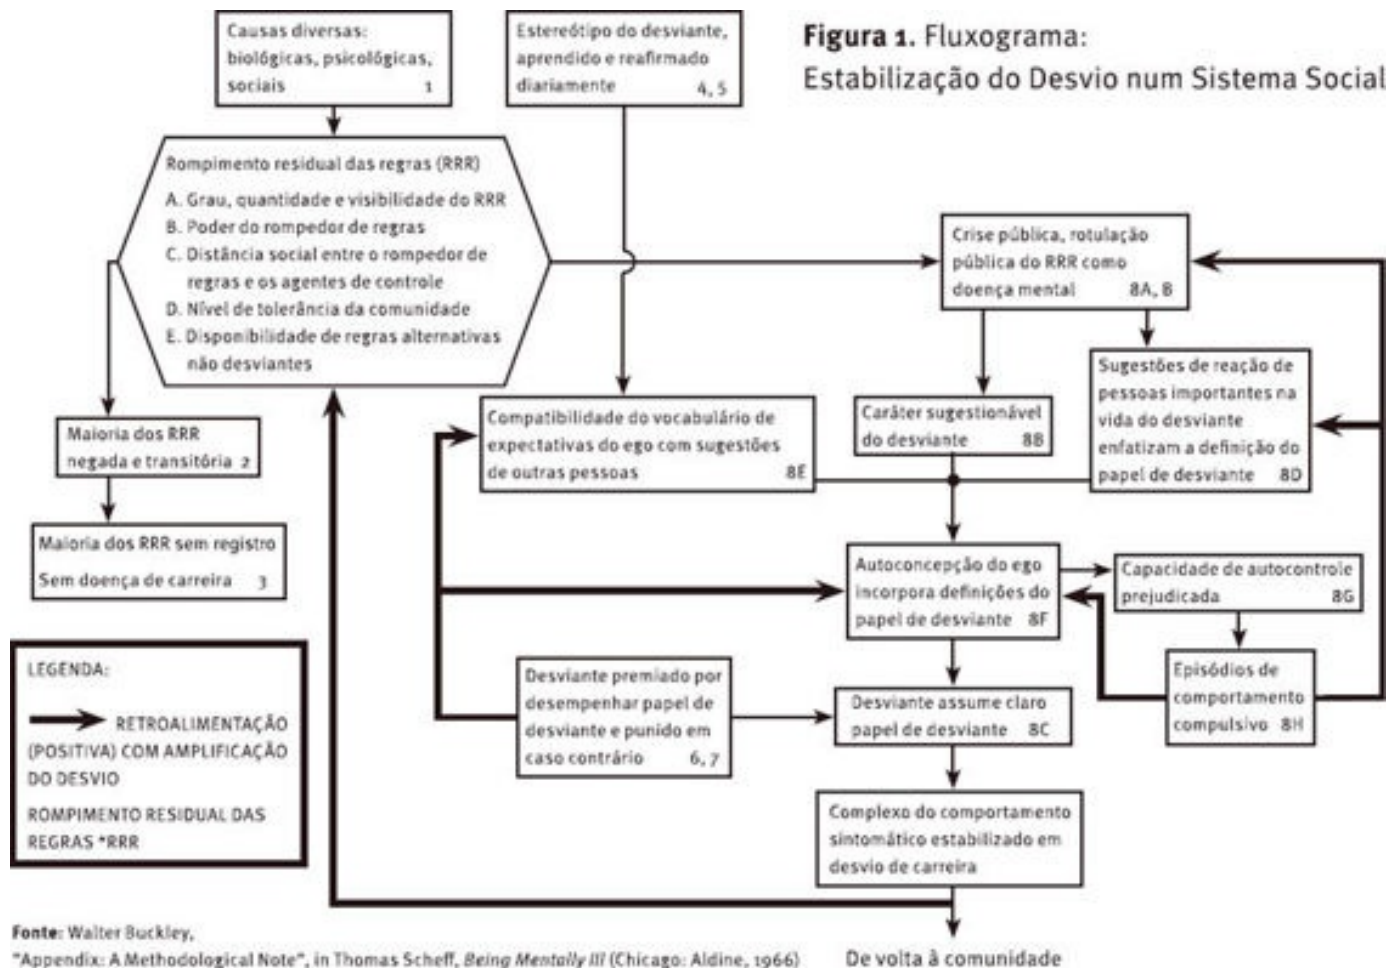 Figura 1. Fluxograma:
Estabilização do Desvio num Sistema Social
Causas diversas:
biológicas, psicológicas,
sociais 1
Estereótipo do desviante,
aprendido e reafirmado
diariamente 4, 5
Rompimento residual das regras (RRR)
A. Grau, quantidade e visibilidade do RRR
B. Poder do rompedor de regras
C. Distância social entre o rompedor de
regras e os agentes de controle
D. Nível de tolerância da comunidade
E. Disponibilidade de regras alternativas
não desviantes
Crise pública, rotulação
pública do RRR como
doença mental 8A, B
Maioria dos RRR
negada e transitória 2
Maioria dos RRR sem registro
Sem doença de carreira 3
Compatibilidade do vocabulário de
expectativas do ego com sugestões
de outras pessoas 8E
Caráter sugestionável
do desviante 8B
Sugestões de reação de
pessoas importantes na
vida do desviante
enfatizam a definição do
papel de desviante 8D
Autoconcepção do ego
incorpora definições do
papel de desviante 8F
Capacidade de autocontrole
prejudicada 8G
Episódios de
comportamento
compulsivo 8H
Desviante premiado por
desempenhar papel de
desviante e punido em
caso contrário 6, 7
Desviante assume claro
papel de desviante 8C
Complexo do comportamento
sintomático estabilizado em
desvio de carreira
De volta à comunidade
LEGENDA:
RETROALIMENTAÇÃO
(POSITIVA) COM AMPLIFICAÇÃO
DO DESVIO
ROMPIMENTO RESIDUAL DAS
REGRAS *RRR
Fonte: Walter Buckley,
"Appendix: A Methodological Note", in Thomas Scheff, Being Mentally Ill (Chicago: Aldine, 1966)